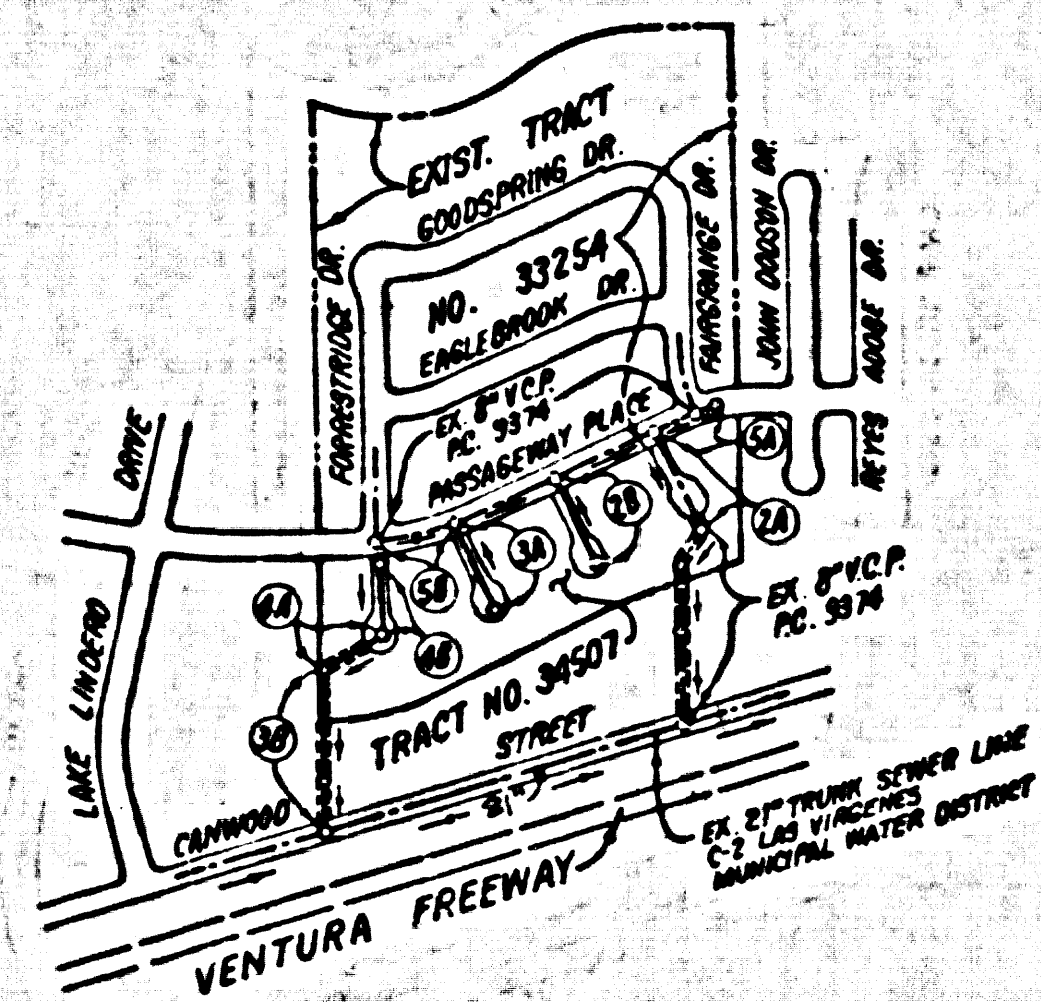 EXIST. TRACT
GOODSPRING DR.
NO. 33254
EAGLEBROOK DR.
FORRESTRIDGE DR.
FAIRGRANGE DR.
JOHN DODSON DR.
REYES ADOBE DR.
EX. 8" V.C.P.
P.C. 9374
PASSAGEWAY PLACE
LAKE LINDERO DRIVE
5A
2B
2A
3A
5B
4A
4B
3B
EX. 8" V.C.P.
P.C. 9374
TRACT NO. 34507
CANWOOD STREET
21"
EX. 21" TRUNK SEWER LINE
C-2 LAS VIRGENES
MUNICIPAL WATER DISTRICT
VENTURA FREEWAY